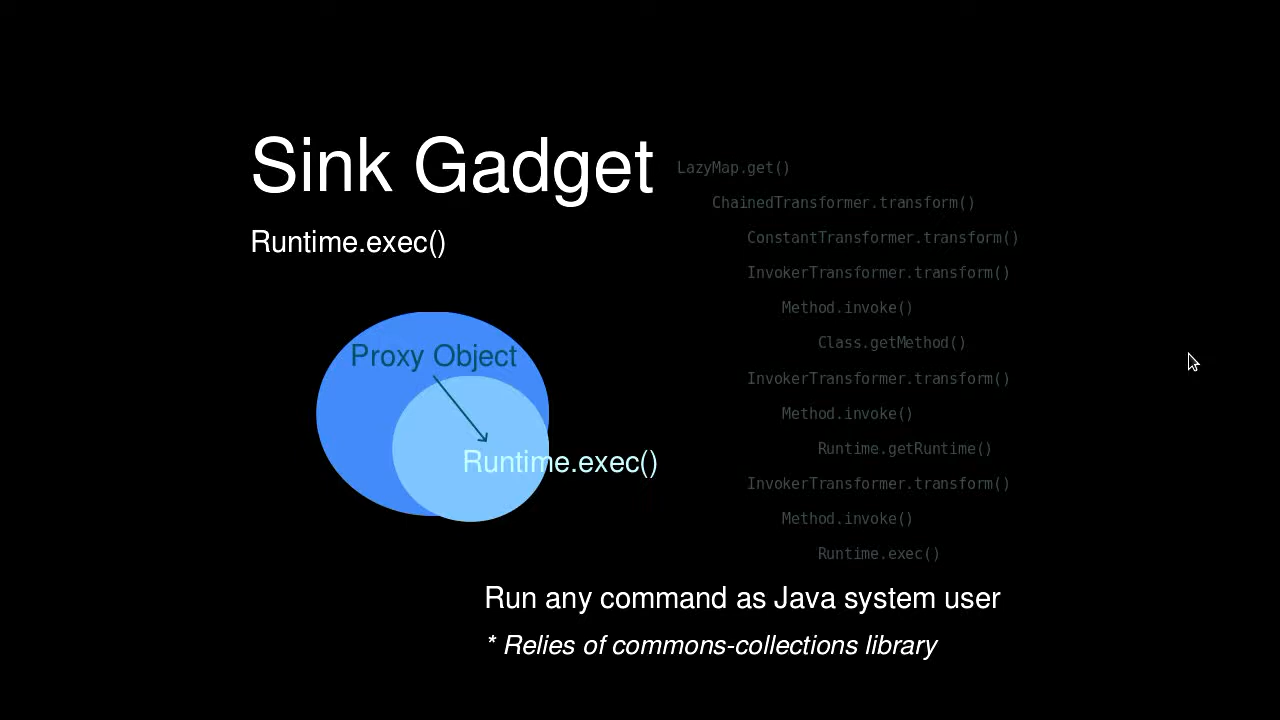 Sink Gadget
Runtime.exec()
LazyMap.get()
ChainedTransformer.transform()
ConstantTransformer.transform()
InvokerTransformer.transform()
Method.invoke()
Class.getMethod()
InvokerTransformer.transform()
Method.invoke()
Runtime.getRuntime()
InvokerTransformer.transform()
Method.invoke()
Runtime.exec()
Proxy Object
Runtime.exec()
Run any command as Java system user
* Relies of commons-collections library